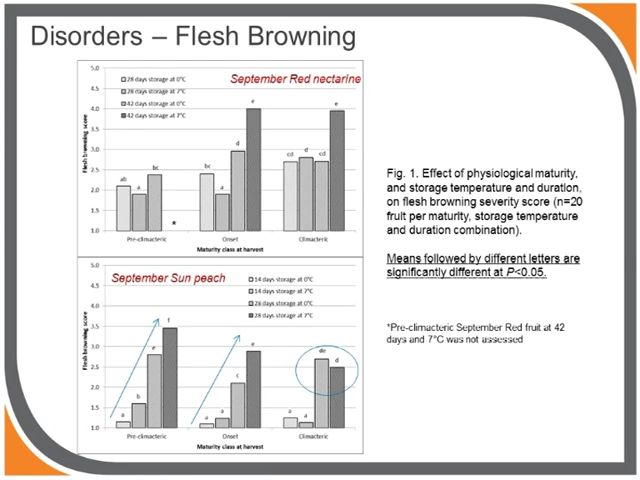 Disorders – Flesh Browning
September Red nectarine
5.0
4.5
4.0
3.5
3.0
2.5
2.0
1.5
1.0
Flesh browning score
28 days storage at 0°C
28 days storage at 7°C
42 days storage at 0°C
42 days storage at 7°C
ab
a
bc
*
bc
a
d
e
cd
d
cd
e
Pre-climacteric
Onset
Climacteric
Maturity class at harvest
September Sun peach
5.0
4.5
4.0
3.5
3.0
2.5
2.0
1.5
1.0
Flesh browning score
14 days storage at 0°C
14 days storage at 7°C
28 days storage at 0°C
28 days storage at 7°C
a
b
e
f
a
a
c
e
a
a
de
d
Pre-climacteric
Onset
Climacteric
Maturity class at harvest
Fig. 1. Effect of physiological maturity,
and storage temperature and duration,
on flesh browning severity score (n=20
fruit per maturity, storage temperature
and duration combination).
Means followed by different letters are
significantly different at P<0.05.
*Pre-climacteric September Red fruit at 42
days and 7°C was not assessed